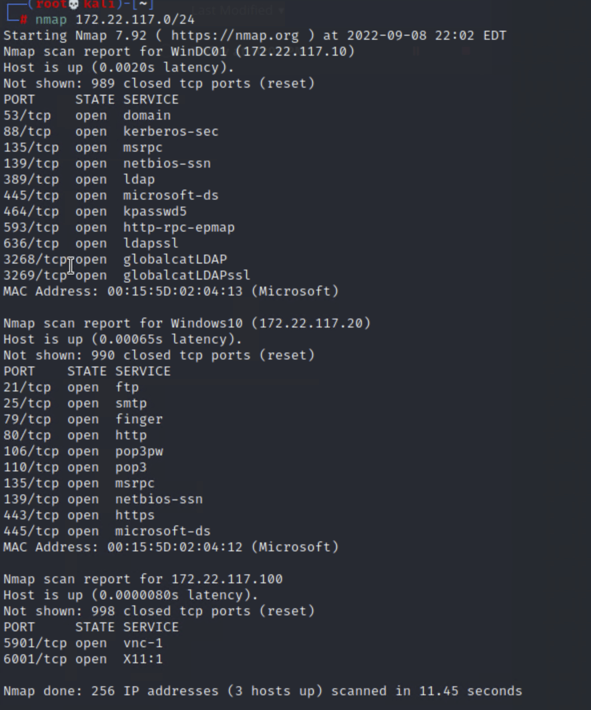 (root💀kali)-[~]
# nmap 172.22.117.0/24
Starting Nmap 7.92 ( https://nmap.org ) at 2022-09-08 22:02 EDT
Nmap scan report for WinDC01 (172.22.117.10)
Host is up (0.0020s latency).
Not shown: 989 closed tcp ports (reset)
PORT     STATE SERVICE
53/tcp   open  domain
88/tcp   open  kerberos-sec
135/tcp  open  msrpc
139/tcp  open  netbios-ssn
389/tcp  open  ldap
445/tcp  open  microsoft-ds
464/tcp  open  kpasswd5
593/tcp  open  http-rpc-epmap
636/tcp  open  ldapssl
3268/tcp open  globalcatLDAP
3269/tcp open  globalcatLDAPssl
MAC Address: 00:15:5D:02:04:13 (Microsoft)

Nmap scan report for Windows10 (172.22.117.20)
Host is up (0.00065s latency).
Not shown: 990 closed tcp ports (reset)
PORT    STATE SERVICE
21/tcp  open  ftp
25/tcp  open  smtp
79/tcp  open  finger
80/tcp  open  http
106/tcp open  pop3pw
110/tcp open  pop3
135/tcp open  msrpc
139/tcp open  netbios-ssn
443/tcp open  https
445/tcp open  microsoft-ds
MAC Address: 00:15:5D:02:04:12 (Microsoft)

Nmap scan report for 172.22.117.100
Host is up (0.0000080s latency).
Not shown: 998 closed tcp ports (reset)
PORT     STATE SERVICE
5901/tcp open  vnc-1
6001/tcp open  X11:1

Nmap done: 256 IP addresses (3 hosts up) scanned in 11.45 seconds